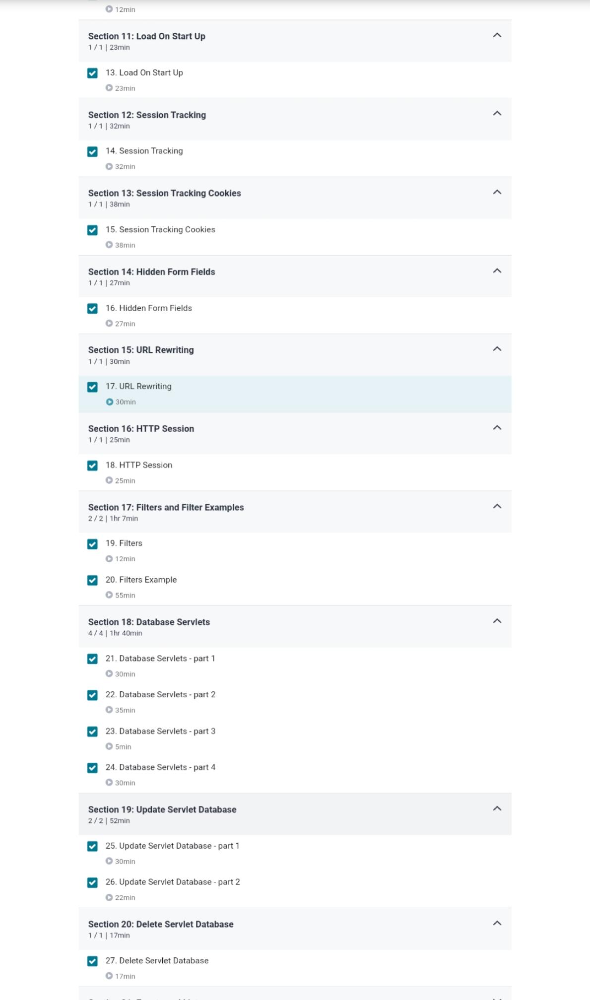 12min
Section 11: Load On Start Up
1 / 1 | 23min
13. Load On Start Up
23min
Section 12: Session Tracking
1 / 1 | 32min
14. Session Tracking
32min
Section 13: Session Tracking Cookies
1 / 1 | 38min
15. Session Tracking Cookies
38min
Section 14: Hidden Form Fields
1 / 1 | 27min
16. Hidden Form Fields
27min
Section 15: URL Rewriting
1 / 1 | 30min
17. URL Rewriting
30min
Section 16: HTTP Session
1 / 1 | 25min
18. HTTP Session
25min
Section 17: Filters and Filter Examples
2 / 2 | 1hr 7min
19. Filters
12min
20. Filters Example
55min
Section 18: Database Servlets
4 / 4 | 1hr 40min
21. Database Servlets - part 1
30min
22. Database Servlets - part 2
35min
23. Database Servlets - part 3
5min
24. Database Servlets - part 4
30min
Section 19: Update Servlet Database
2 / 2 | 52min
25. Update Servlet Database - part 1
30min
26. Update Servlet Database - part 2
22min
Section 20: Delete Servlet Database
1 / 1 | 17min
27. Delete Servlet Database
17min